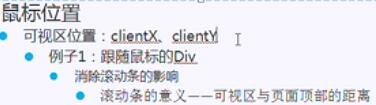 鼠标位置
可视区位置：clientX、clientY
例子1：跟随鼠标的Div
消除滚动条的影响
滚动条的意义——可视区与页面顶部的距离